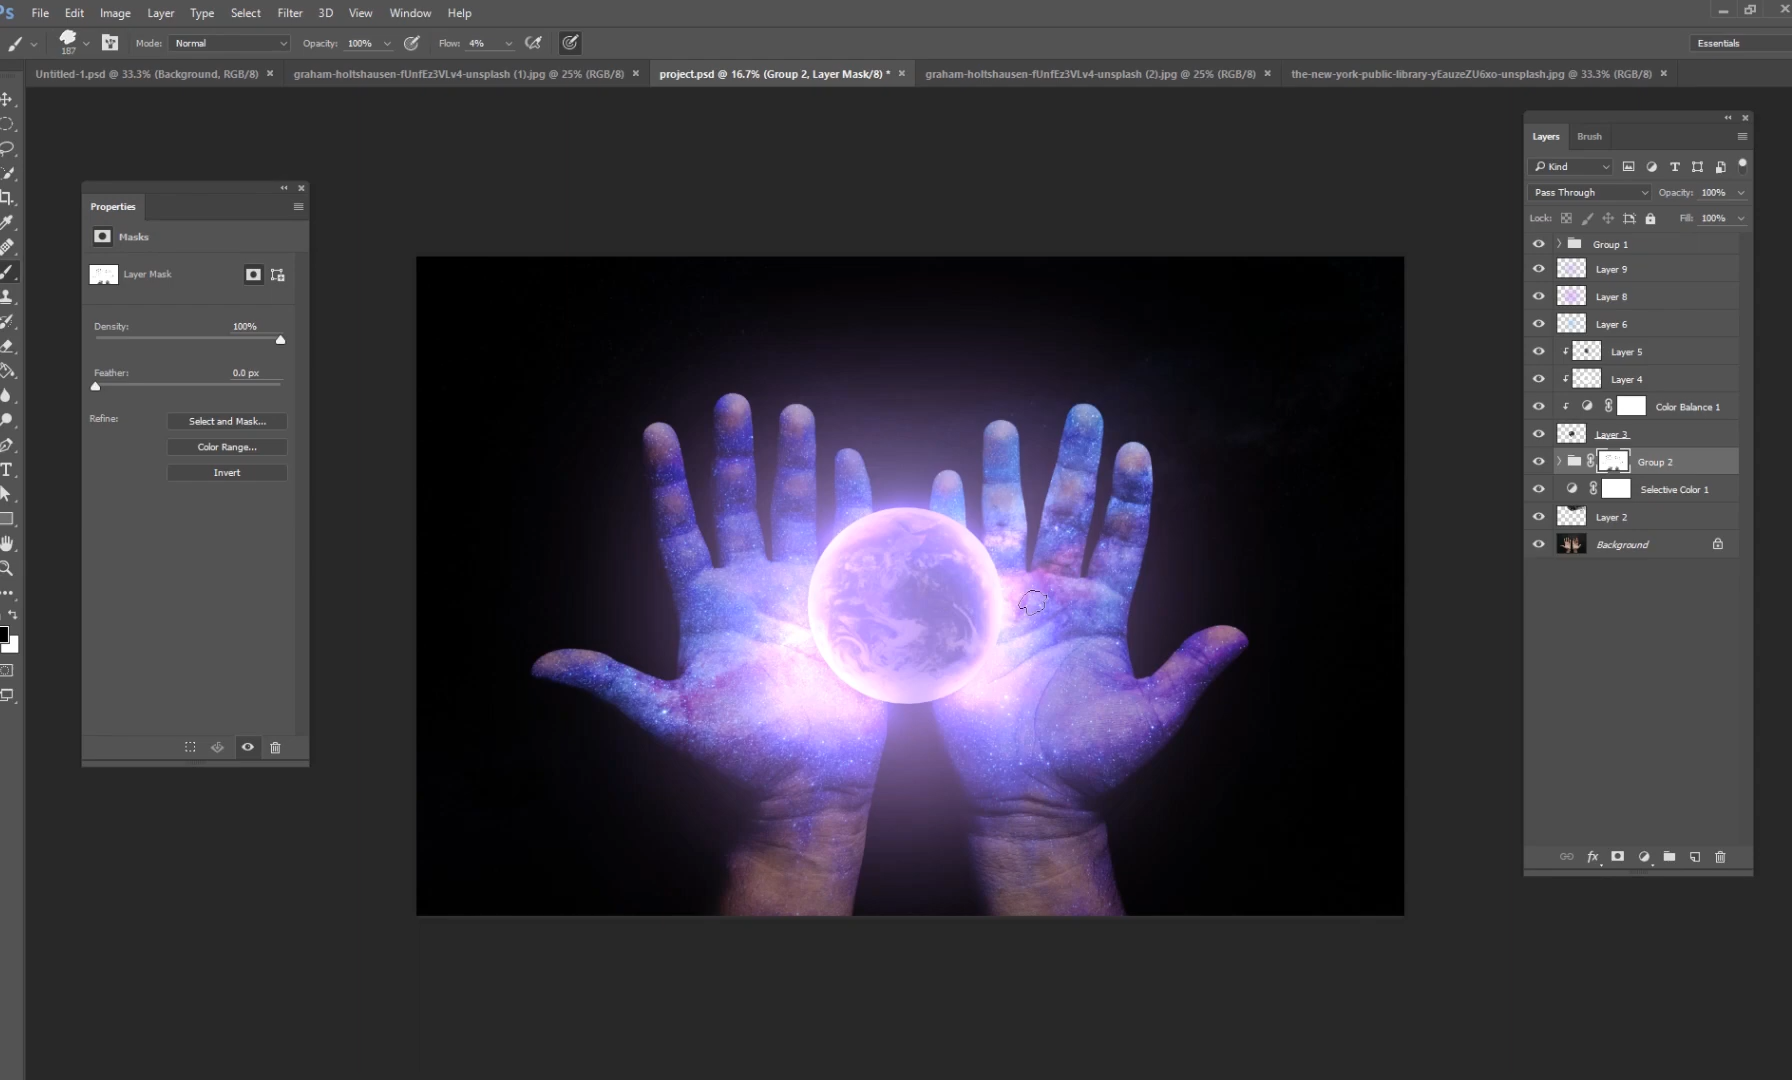 Ps File Edit Image Layer Type Select Filter 3D View Window Help
187 Mode: Normal Opacity: 100% Flow: 4% Essentials
Untitled-1.psd @ 33.3% (Background, RGB/8) × graham-holtshausen-fUnfEz3VLv4-unsplash (1).jpg @ 25% (RGB/8) × project.psd @ 16.7% (Group 2, Layer Mask/8) * × graham-holtshausen-fUnfEz3VLv4-unsplash (2).jpg @ 25% (RGB/8) × the-new-york-public-library-yEauzeZU6xo-unsplash.jpg @ 33.3% (RGB/8) ×
Properties
Masks
Layer Mask
Density: 100%
Feather: 0.0 px
Refine: Select and Mask...
Color Range...
Invert
Layers Brush
Kind
Pass Through Opacity: 100%
Lock: Fill: 100%
Group 1
Layer 9
Layer 8
Layer 6
Layer 5
Layer 4
Color Balance 1
Layer 3
Group 2
Selective Color 1
Layer 2
Background
fx